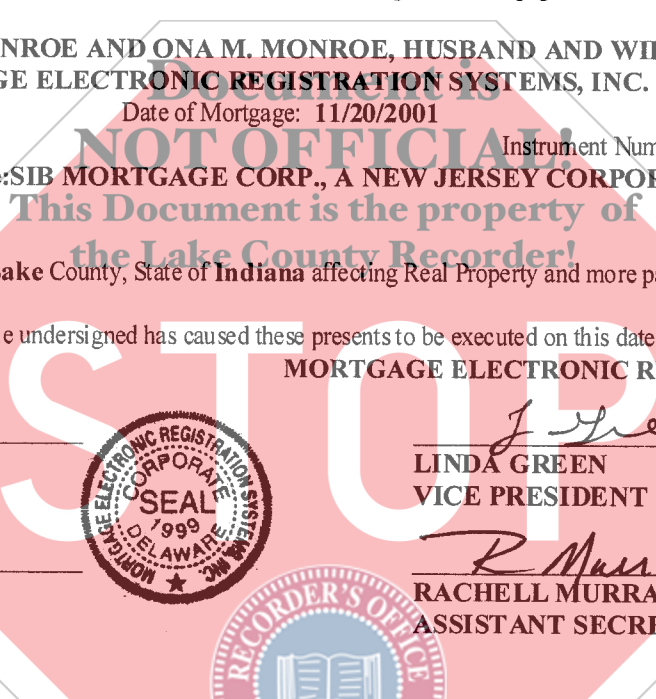 NROE AND ONA M. MONROE, HUSBAND AND WI
GE ELECTRONIC REGISTRATION SYSTEMS, INC.
Document is
Date of Mortgage: 11/20/2001
NOT OFFICIAL!
Instrument Num
:SIB MORTGAGE CORP., A NEW JERSEY CORPO
This Document is the property of
the Lake County Recorder!
ake County, State of Indiana affecting Real Property and more pa
e undersigned has caused these presents to be executed on this date
STOP
MORTGAGE ELECTRONIC R
LINDA GREEN
VICE PRESIDENT
MORTGAGE ELECTRONIC REGISTRATION SYSTEMS, INC.
CORPORATE
SEAL
1999
DELAWARE
RACHELL MURRA
ASSISTANT SECRE
RECORDER'S OFFICE